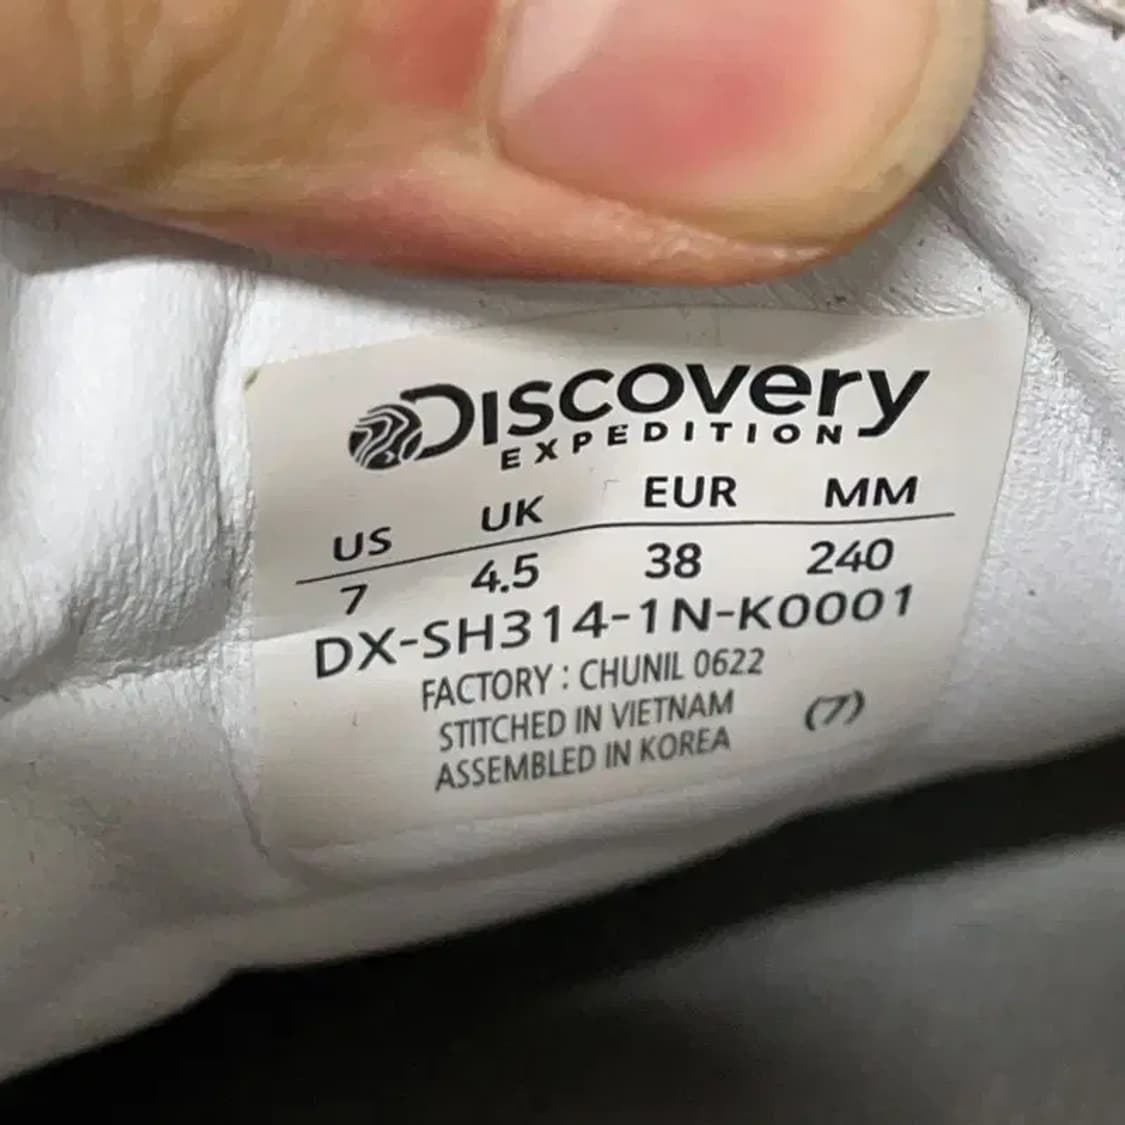 Discovery
EXPEDITION
US UK EUR MM
7 4.5 38 240
DX-SH314-1N-K0001
FACTORY : CHUNIL 0622
STITCHED IN VIETNAM (7)
ASSEMBLED IN KOREA